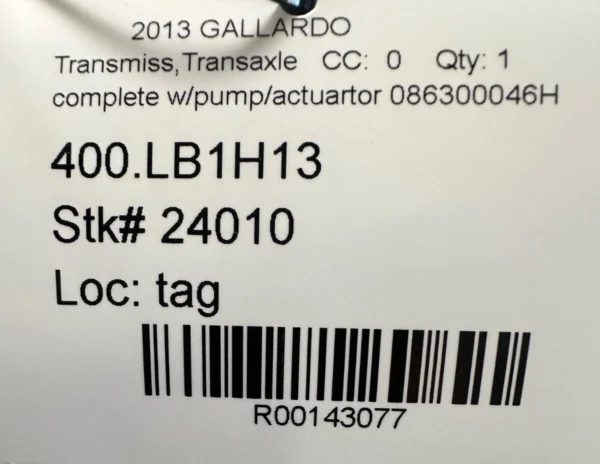 2013 GALLARDO
Transmiss,Transaxle CC: 0 Qty: 1
complete w/pump/actuartor 086300046H
400.LB1H13
Stk# 24010
Loc: tag
R00143077